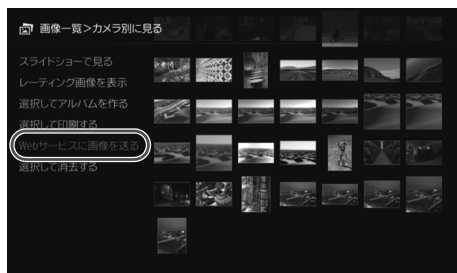 画像一覧>カメラ別に見る
スライドショーで見る
レーティング画像を表示
選択してアルバムを作る
選択して印刷する
Webサービスに画像を送る
選択して消去する